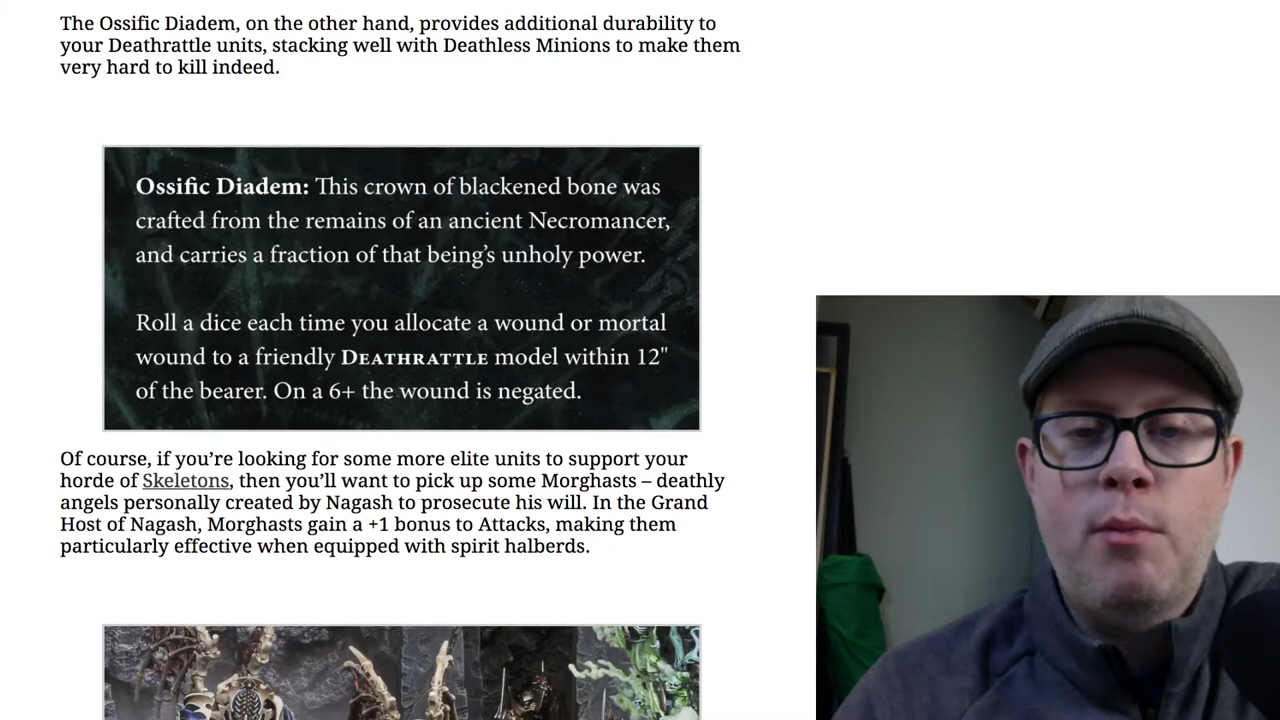 The Ossific Diadem, on the other hand, provides additional durability to
your Deathrattle units, stacking well with Deathless Minions to make them
very hard to kill indeed.
Ossific Diadem: This crown of blackened bone was
crafted from the remains of an ancient Necromancer,
and carries a fraction of that being’s unholy power.
Roll a dice each time you allocate a wound or mortal
wound to a friendly DEATHRATTLE model within 12"
of the bearer. On a 6+ the wound is negated.
Of course, if you’re looking for some more elite units to support your
horde of Skeletons, then you’ll want to pick up some Morghasts – deathly
angels personally created by Nagash to prosecute his will. In the Grand
Host of Nagash, Morghasts gain a +1 bonus to Attacks, making them
particularly effective when equipped with spirit halberds.